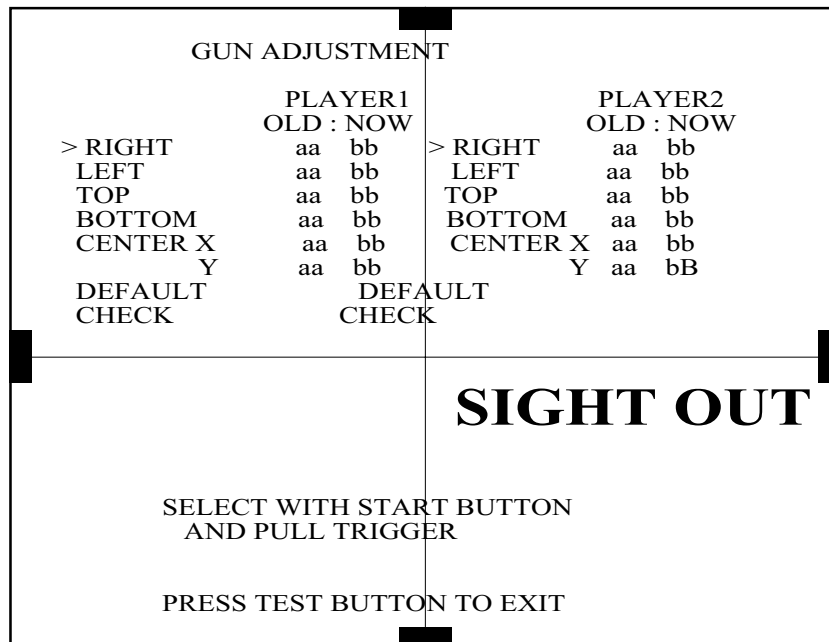 GUN ADJUSTMENT
PLAYER1 PLAYER2
OLD : NOW OLD : NOW
> RIGHT aa bb > RIGHT aa bb
LEFT aa bb LEFT aa bb
TOP aa bb TOP aa bb
BOTTOM aa bb BOTTOM aa bb
CENTER X aa bb CENTER X aa bb
Y aa bb Y aa bB
DEFAULT DEFAULT
CHECK CHECK
SIGHT OUT
SELECT WITH START BUTTON
AND PULL TRIGGER
PRESS TEST BUTTON TO EXIT